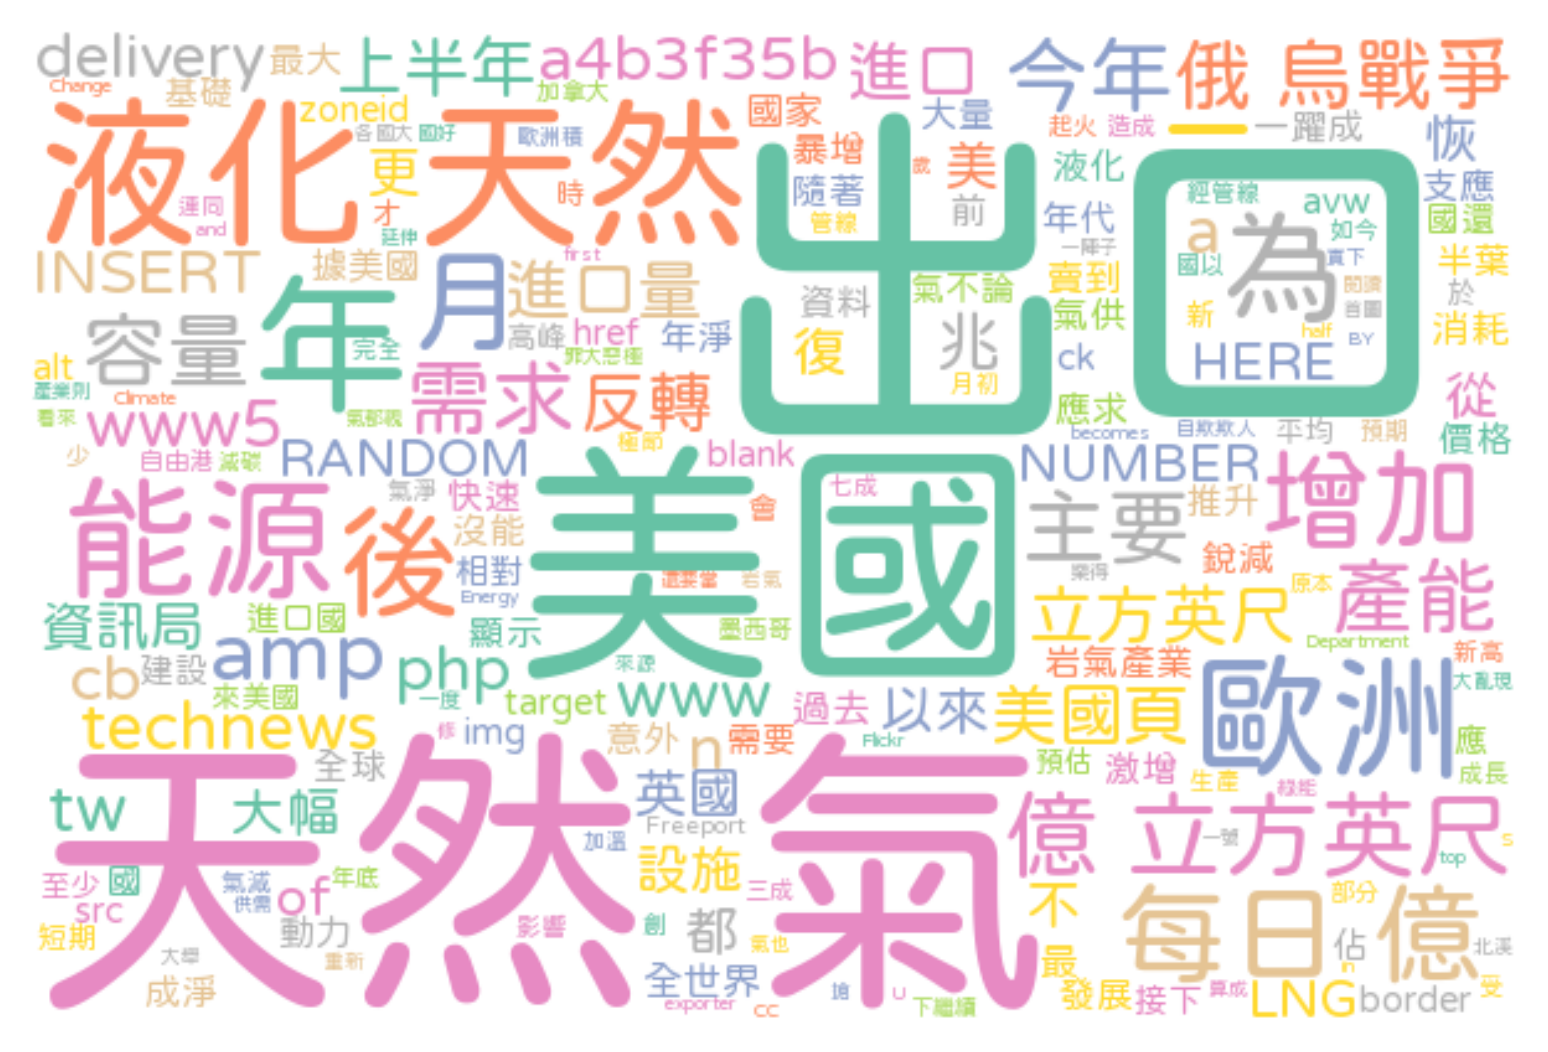 delivery 最大 上半年 a4b3f35b 進口 今年 俄 烏戰爭
Change 基礎 zoneid 加拿大 國家 大量 起火 造成 一 一躍成 恢
液化 天然 各國大 國好 歐洲積 暴增 美 液化 支應
更 時 隨著 出口 經管線 avw
連同 才 管線 前 年代 a 為 如今 國還
and 延伸 first 一陣子 國以 賣下 半葉
INSERT 據美國 月 進口量 資料 氣不論 賣到 閱讀 於
容量 年 高峰 href 年淨 兆 氣供 新 首圖 消耗
完全 罪大惡極 復 ck half BY
alt 需求 反轉 月初 HERE 從
產業則 Climate 應求
看來 www5 氣都視 極節 becomes 自欺欺人 平均 預期 價格
少 自由港 減碳 RANDOM blank NUMBER
能源 氣淨 快速 美國 七成 主要 推升 增加
後 沒能 會 銳減
相對 還要當 岩氣 樂得 原本 產能
資訊局 進口國 Energy 顯示 墨西哥 立方英尺 Department
cb 建設 amp php 來源 岩氣產業 新高
來美國 一度 target www 過去 以來 美國頁 歐洲 大亂現
technews 修 img 意外 n 需要 Flickr 應
天然 全球 氣 預估 激增 生產 成長
tw 大幅 英國 億 立方英尺 綠能
Freeport 一號 s
加溫 設施 top
至少 國 氣減 年底 三成 不 每日 部分 億
src 供需 of
短期 動力 影響 創 都 氣也 佔 北溪
大舉 重新 最
成淨 全世界 發展 接下 算成 LNG n border 受
exporter cc 搶 U 下繼續